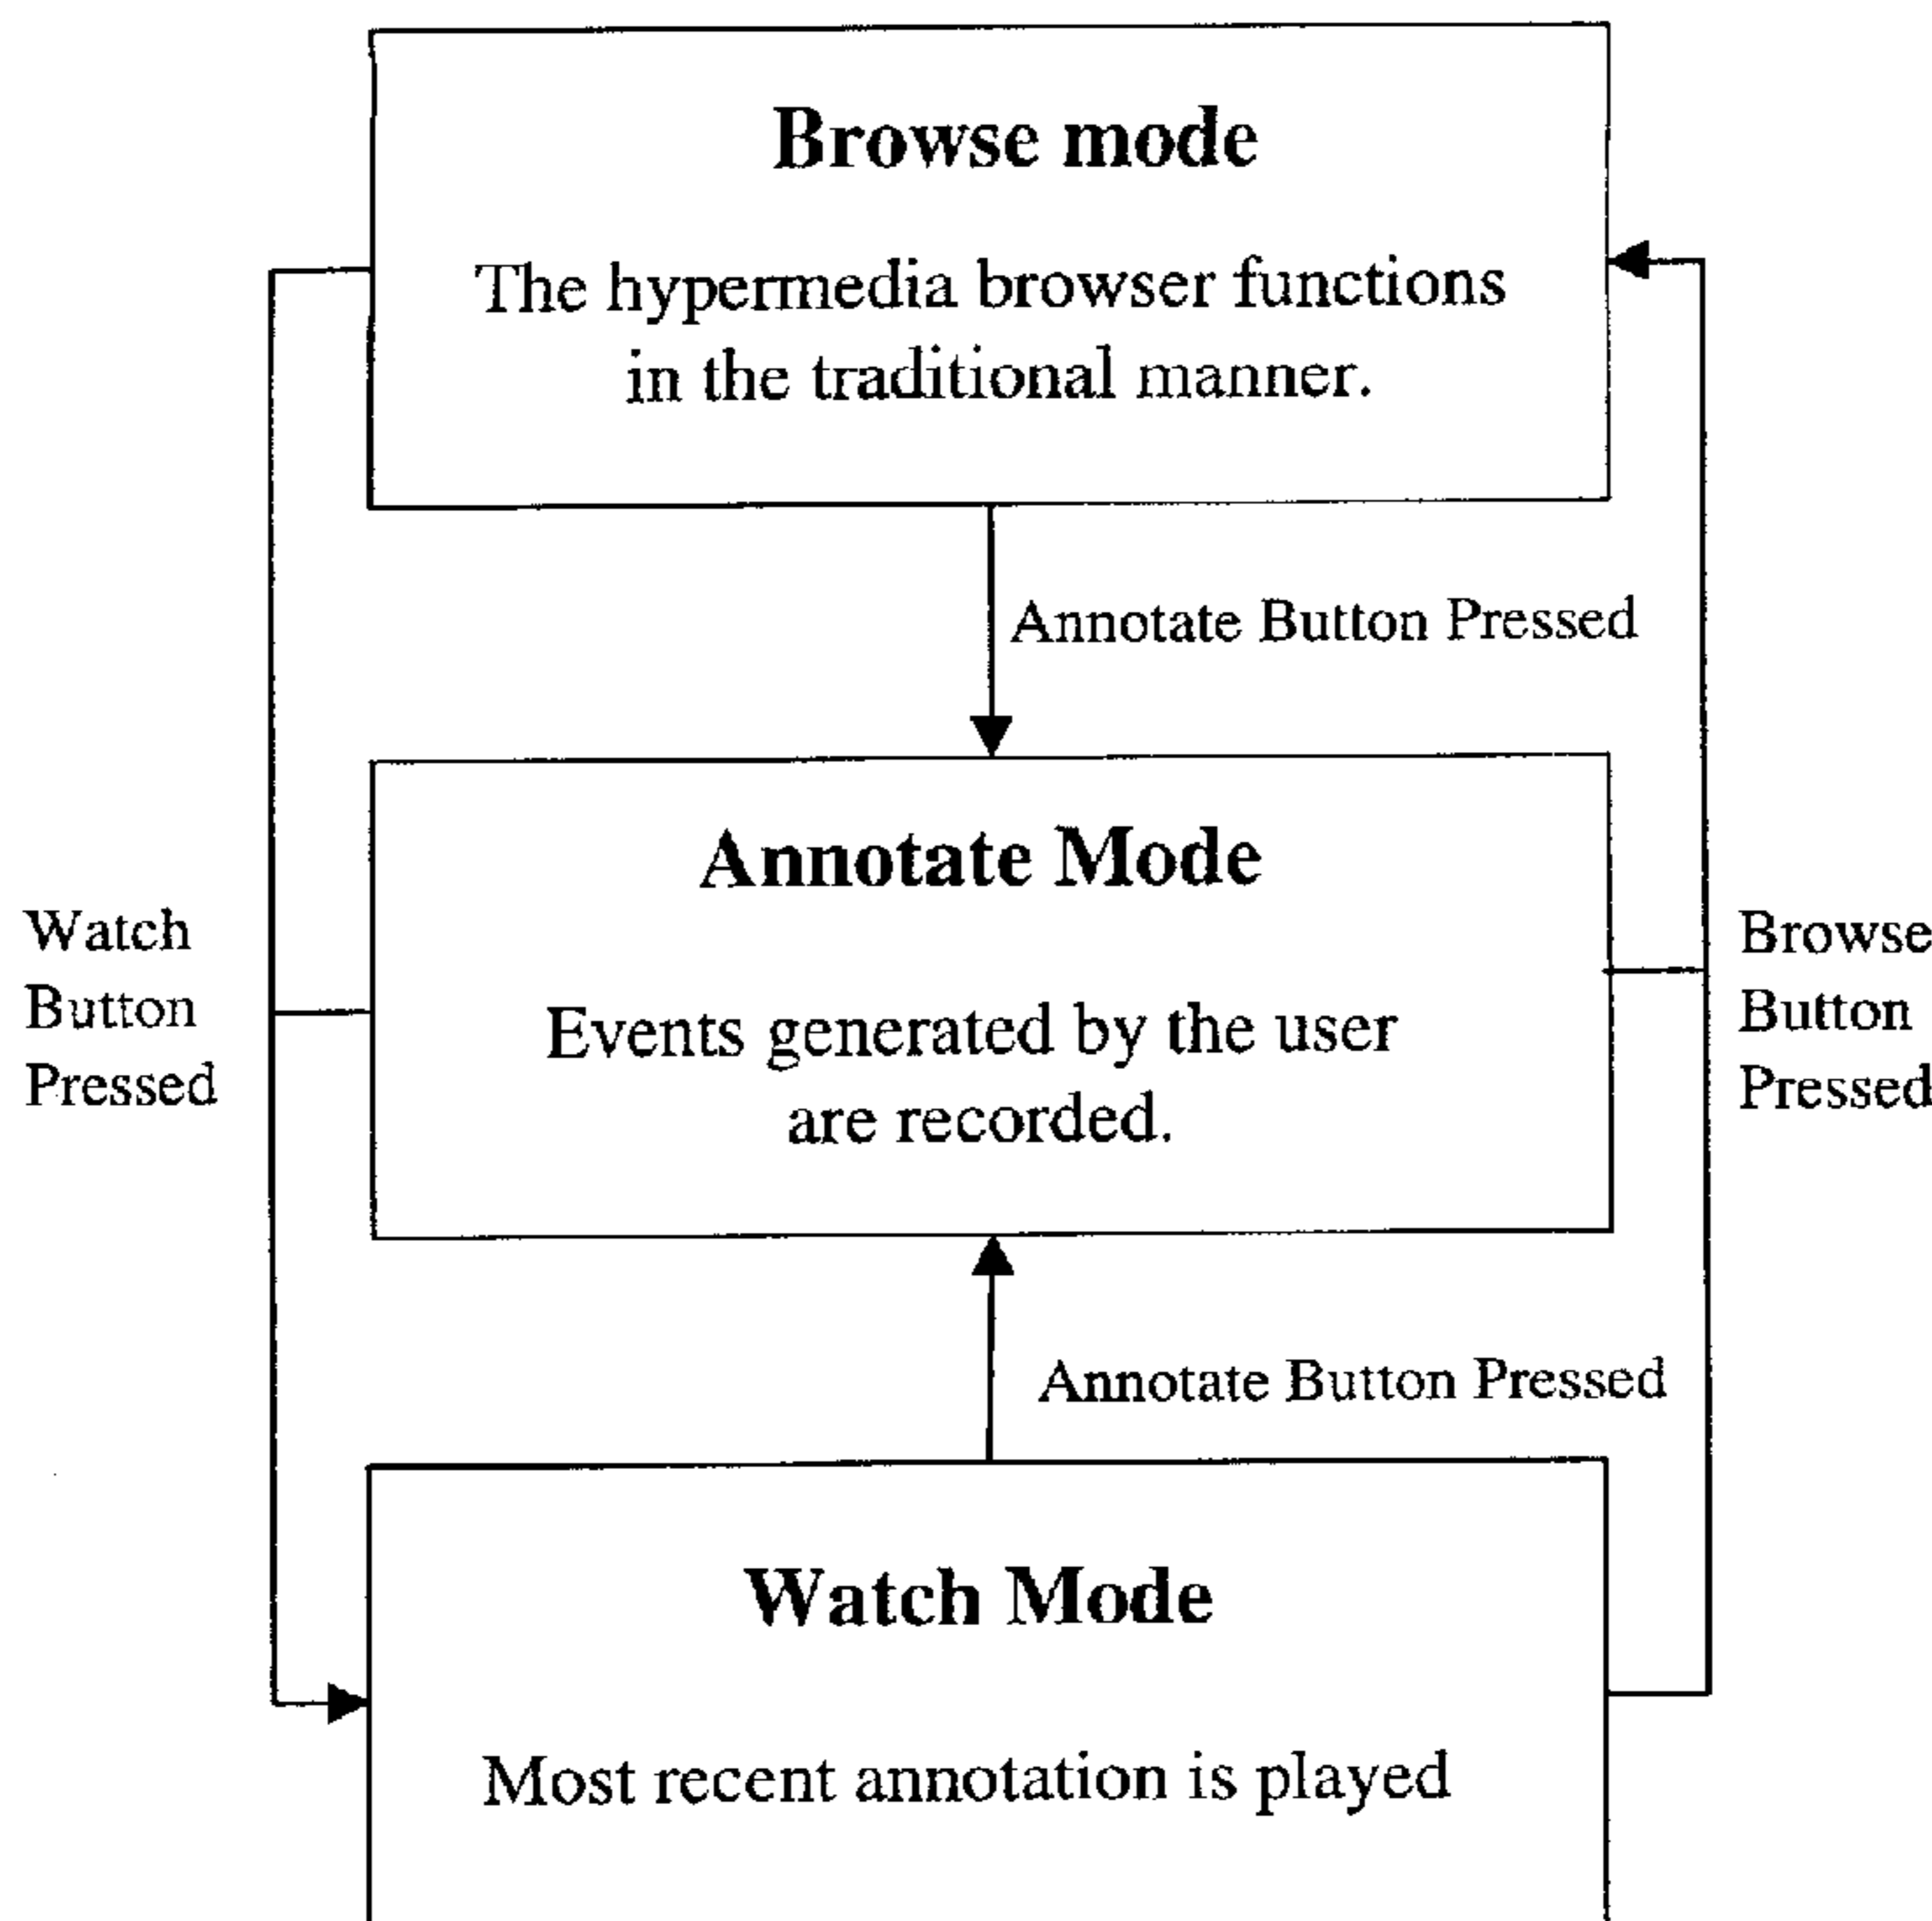 Browse mode
The hypermedia browser functions
in the traditional manner.
Annotate Button Pressed
Annotate Mode
Events generated by the user
are recorded.
Watch
Button
Pressed
Browse
Button
Pressed
Annotate Button Pressed
Watch Mode
Most recent annotation is played